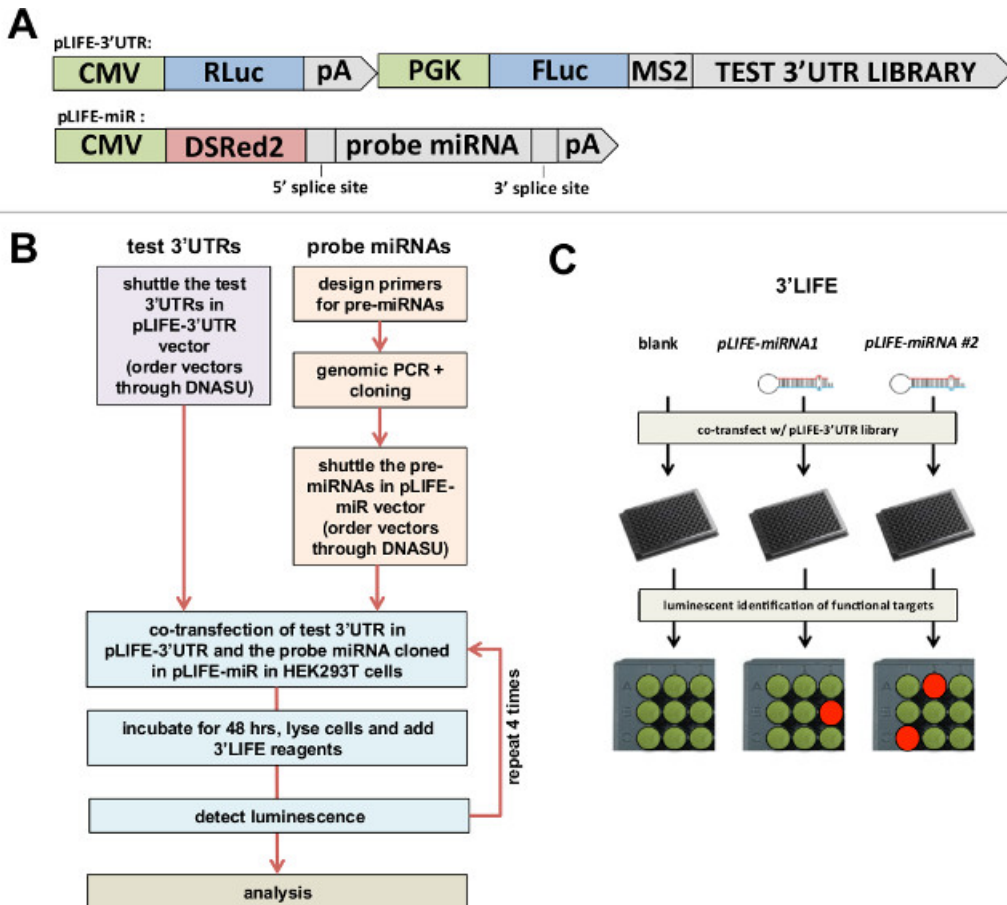 A
pLIFE-3'UTR:
CMV RLuc pA PGK FLuc MS2 TEST 3'UTR LIBRARY
pLIFE-miR :
CMV DSRed2 probe miRNA pA
5' splice site 3' splice site
B
test 3'UTRs
shuttle the test
3'UTRs in
pLIFE-3'UTR
vector
(order vectors
through DNASU)
probe miRNAs
design primers
for pre-miRNAs
genomic PCR +
cloning
shuttle the pre-
miRNAs in pLIFE-
miR vector
(order vectors
through DNASU)
co-transfection of test 3'UTR in
pLIFE-3'UTR and the probe miRNA cloned
in pLIFE-miR in HEK293T cells
incubate for 48 hrs, lyse cells and add
3'LIFE reagents
detect luminescence
repeat 4 times
analysis
C
3'LIFE
blank pLIFE-miRNA1 pLIFE-miRNA #2
co-transfect w/ pLIFE-3'UTR library
luminescent identification of functional targets